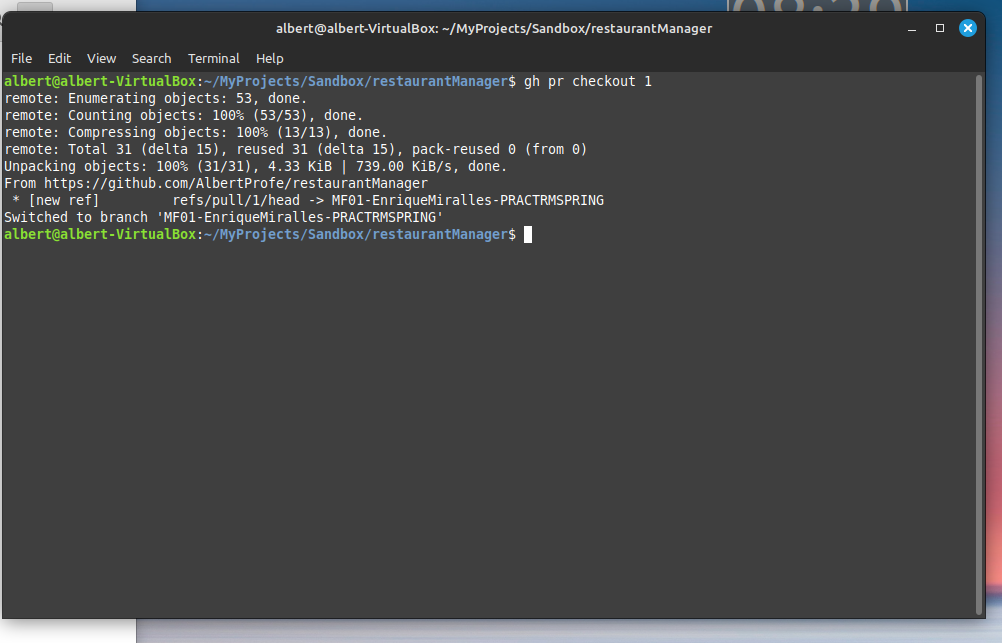 albert@albert-VirtualBox: ~/MyProjects/Sandbox/restaurantManager
File Edit View Search Terminal Help
albert@albert-VirtualBox:~/MyProjects/Sandbox/restaurantManager$ gh pr checkout 1
remote: Enumerating objects: 53, done.
remote: Counting objects: 100% (53/53), done.
remote: Compressing objects: 100% (13/13), done.
remote: Total 31 (delta 15), reused 31 (delta 15), pack-reused 0 (from 0)
Unpacking objects: 100% (31/31), 4.33 KiB | 739.00 KiB/s, done.
From https://github.com/AlbertProfe/restaurantManager
 * [new ref]         refs/pull/1/head -> MF01-EnriqueMiralles-PRACTRMSPRING
Switched to branch 'MF01-EnriqueMiralles-PRACTRMSPRING'
albert@albert-VirtualBox:~/MyProjects/Sandbox/restaurantManager$